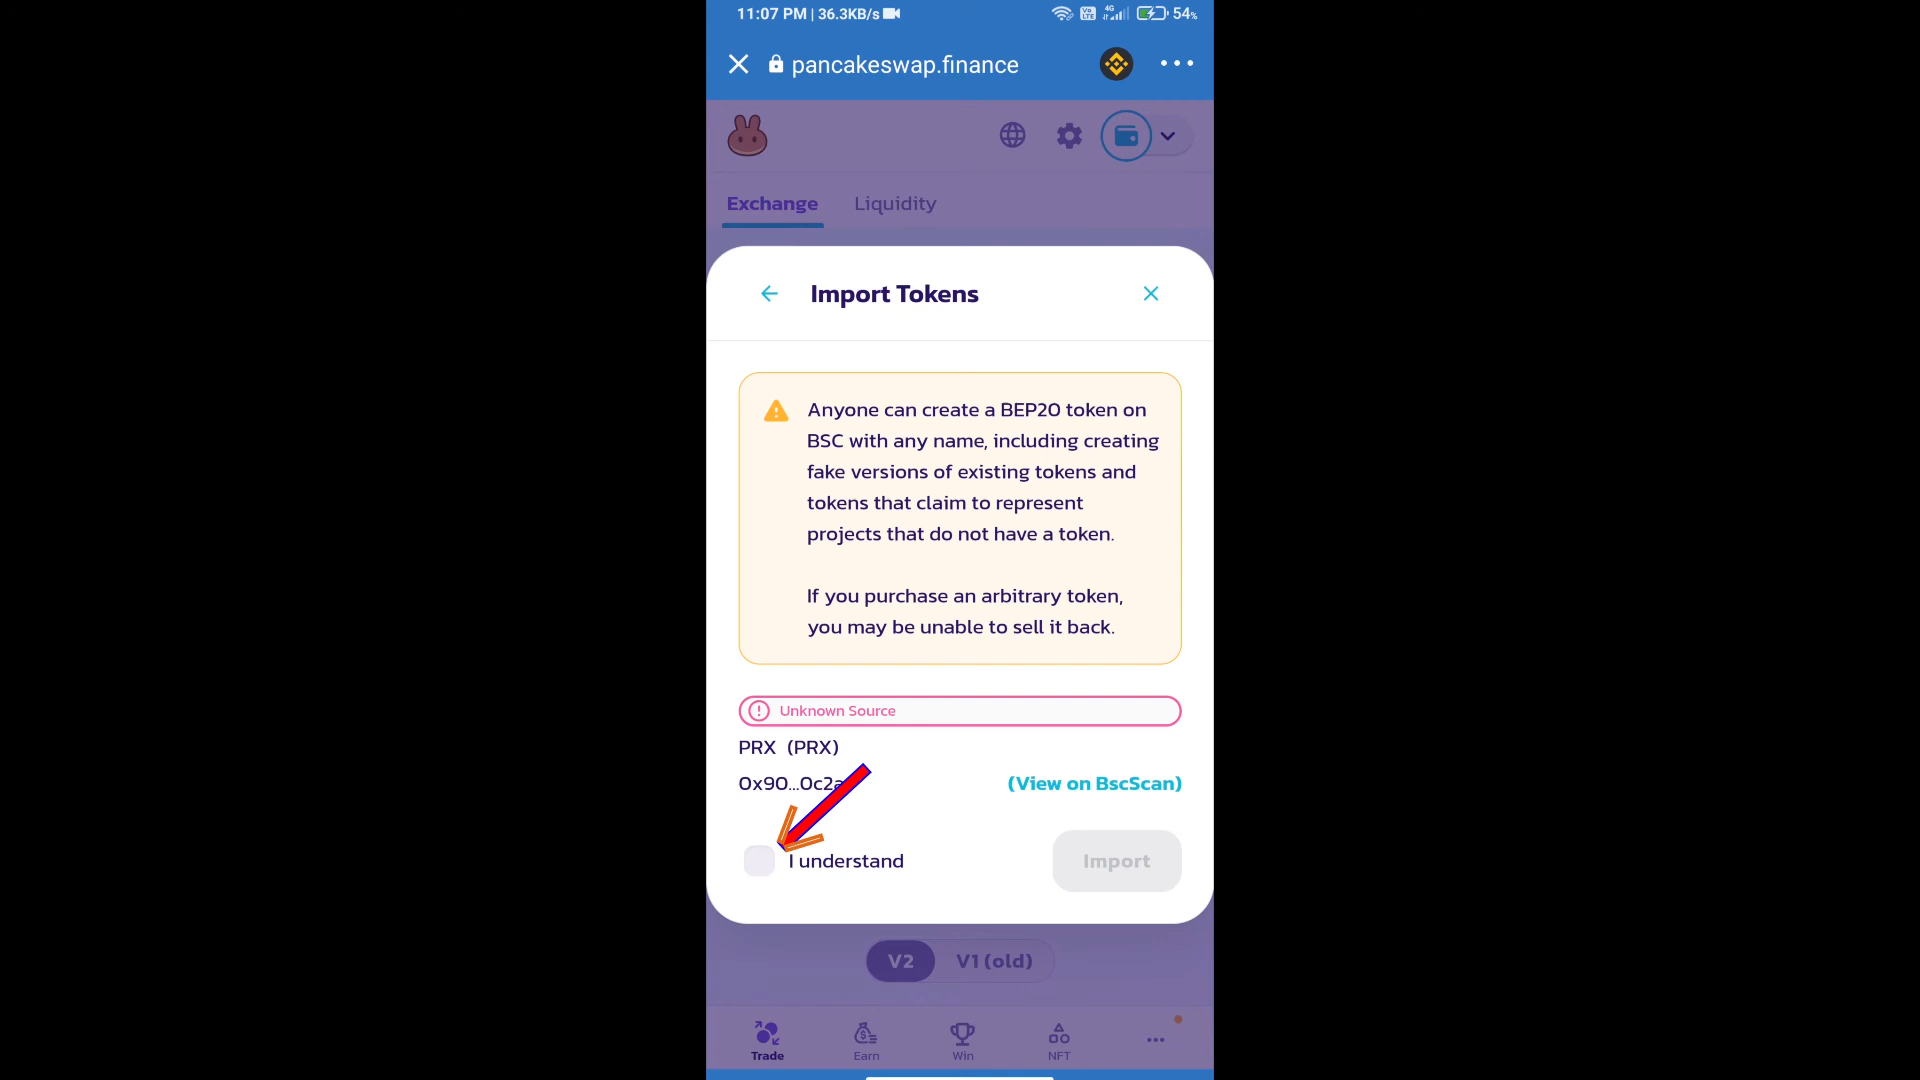 11:07 PM | 36.3KB/s
Vo LTE 4G 54%
pancakeswap.finance
Exchange Liquidity
Import Tokens
Anyone can create a BEP20 token on
BSC with any name, including creating
fake versions of existing tokens and
tokens that claim to represent
projects that do not have a token.
If you purchase an arbitrary token,
you may be unable to sell it back.
Unknown Source
PRX (PRX)
0x90...0c2a (View on BscScan)
I understand Import
V2 V1 (old)
Trade Earn Win NFT